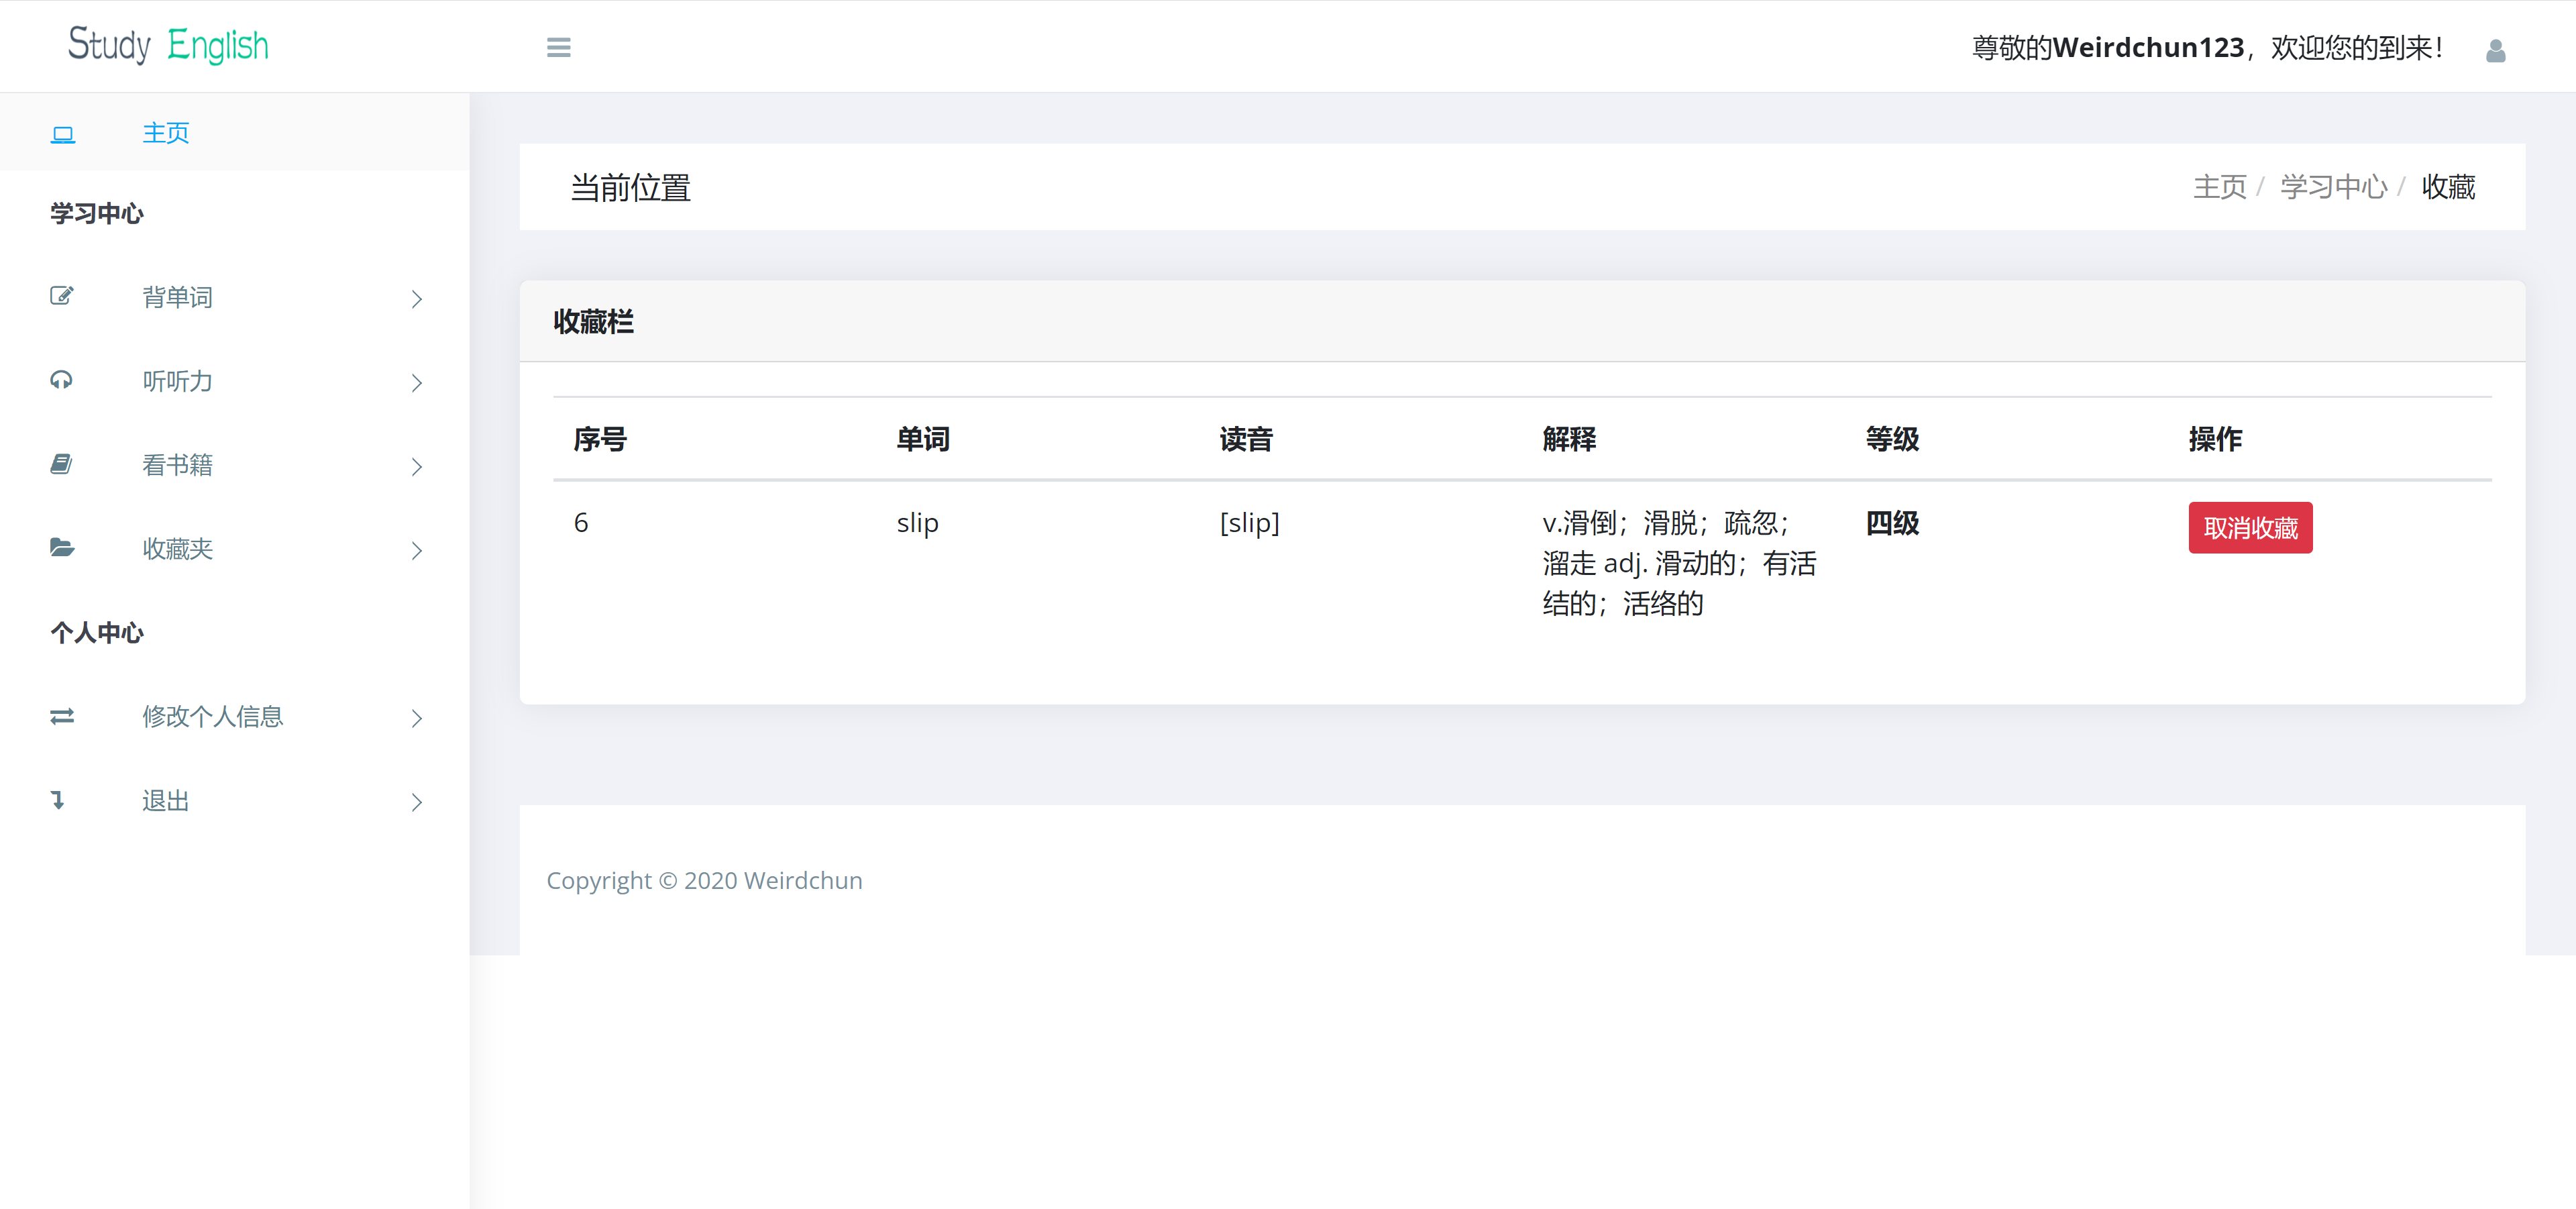 Study English
尊敬的Weirdchun123，欢迎您的到来！
主页
学习中心
背单词
听听力
看书籍
收藏夹
个人中心
修改个人信息
退出
当前位置
主页 / 学习中心 / 收藏
收藏栏
序号 单词 读音 解释 等级 操作
6 slip [slip] v.滑倒；滑脱；疏忽； 四级 取消收藏
溜走 adj. 滑动的；有活
结的；活络的
Copyright © 2020 Weirdchun